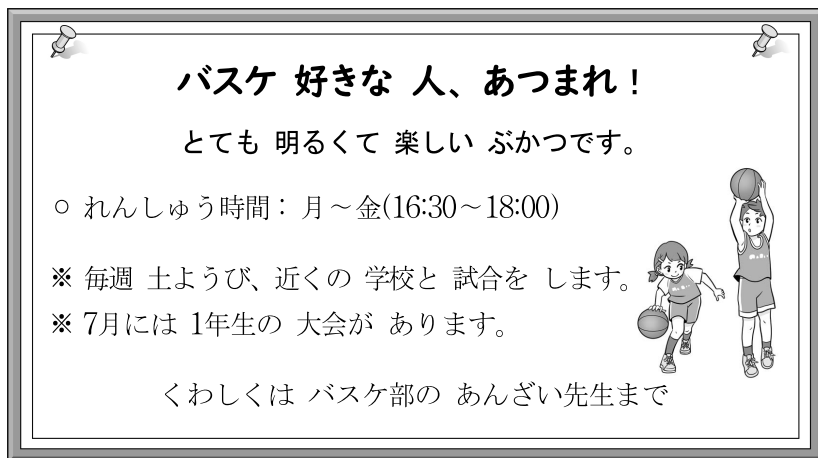 バスケ 好きな 人、あつまれ！
とても 明るくて 楽しい ぶかつです。
○ れんしゅう時間： 月～金(16:30～18:00)
※ 毎週 土ようび、近くの 学校と 試合を します。
※ 7月には 1年生の 大会が あります。
くわしくは バスケ部の あんざい先生まで